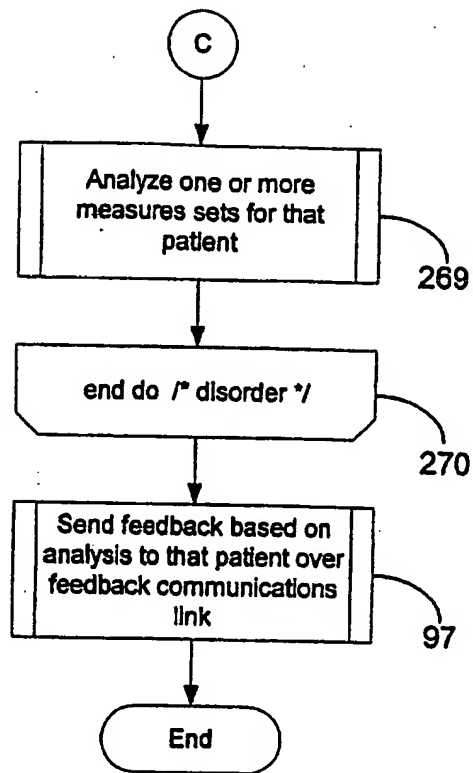 C
Analyze one or more
measures sets for that
patient
269
end do /* disorder */
270
Send feedback based on
analysis to that patient over
feedback communications
link
97
End